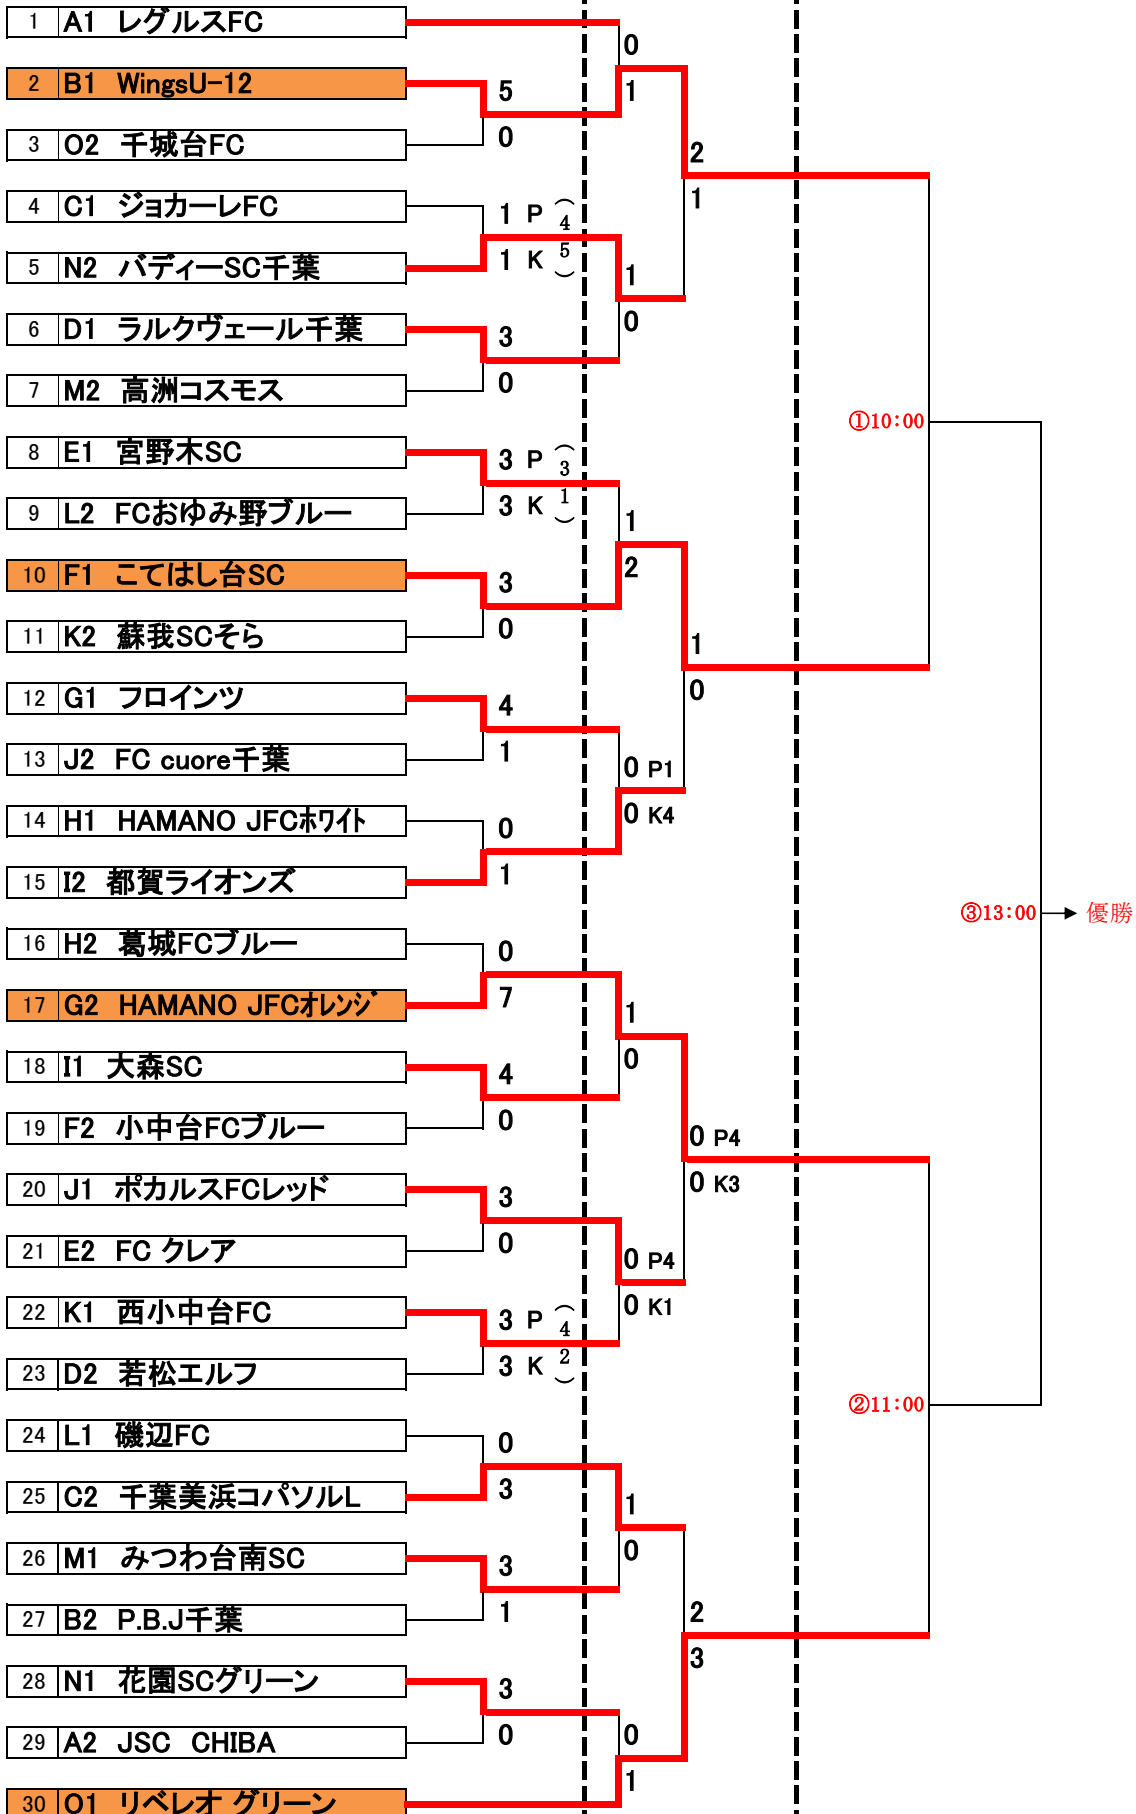 1 A1 レグルスFC
0
2 B1 WingsU-12
5
1
3 O2 千城台FC
0
2
4 C1 ジョカーレFC
1 P (4
1
5 N2 バディーSC千葉
1 K 5)
1
6 D1 ラルクヴェール千葉
3
0
7 M2 高洲コスモス
0
①10:00
8 E1 宮野木SC
3 P (3
9 L2 FCおゆみ野ブルー
3 K 1)
1
10 F1 こてはし台SC
3
2
11 K2 蘇我SCそら
0
1
12 G1 フロインツ
4
0
13 J2 FC cuore千葉
1
0 P1
14 H1 HAMANO JFCホワイト
0
0 K4
15 I2 都賀ライオンズ
1
③13:00 優勝
16 H2 葛城FCブルー
0
17 G2 HAMANO JFCオレンジ
7
1
18 I1 大森SC
4
0
19 F2 小中台FCブルー
0
0 P4
20 J1 ポカルスFCレッド
3
0 K3
21 E2 FC クレア
0
0 P4
22 K1 西小中台FC
3 P (4
0 K1
23 D2 若松エルフ
3 K 2)
②11:00
24 L1 磯辺FC
0
25 C2 千葉美浜コパソルL
3
1
26 M1 みつわ台南SC
3
0
27 B2 P.B.J千葉
1
2
28 N1 花園SCグリーン
3
3
29 A2 JSC CHIBA
0
0
30 O1 リベレオ グリーン
1